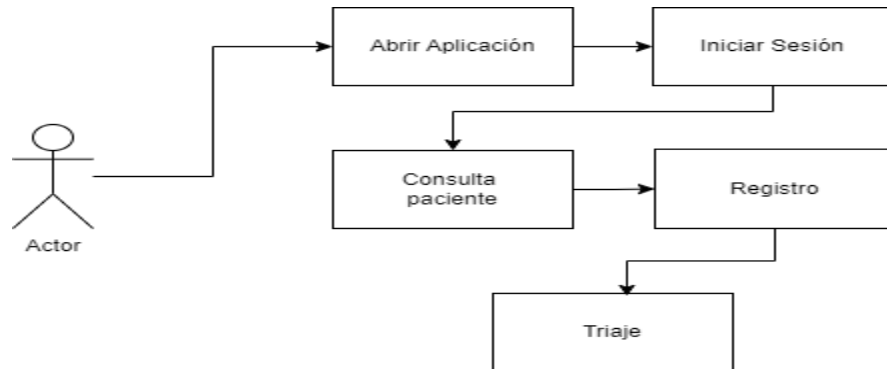 Abrir Aplicación
Iniciar Sesión
Actor
Consulta
paciente
Registro
Triaje